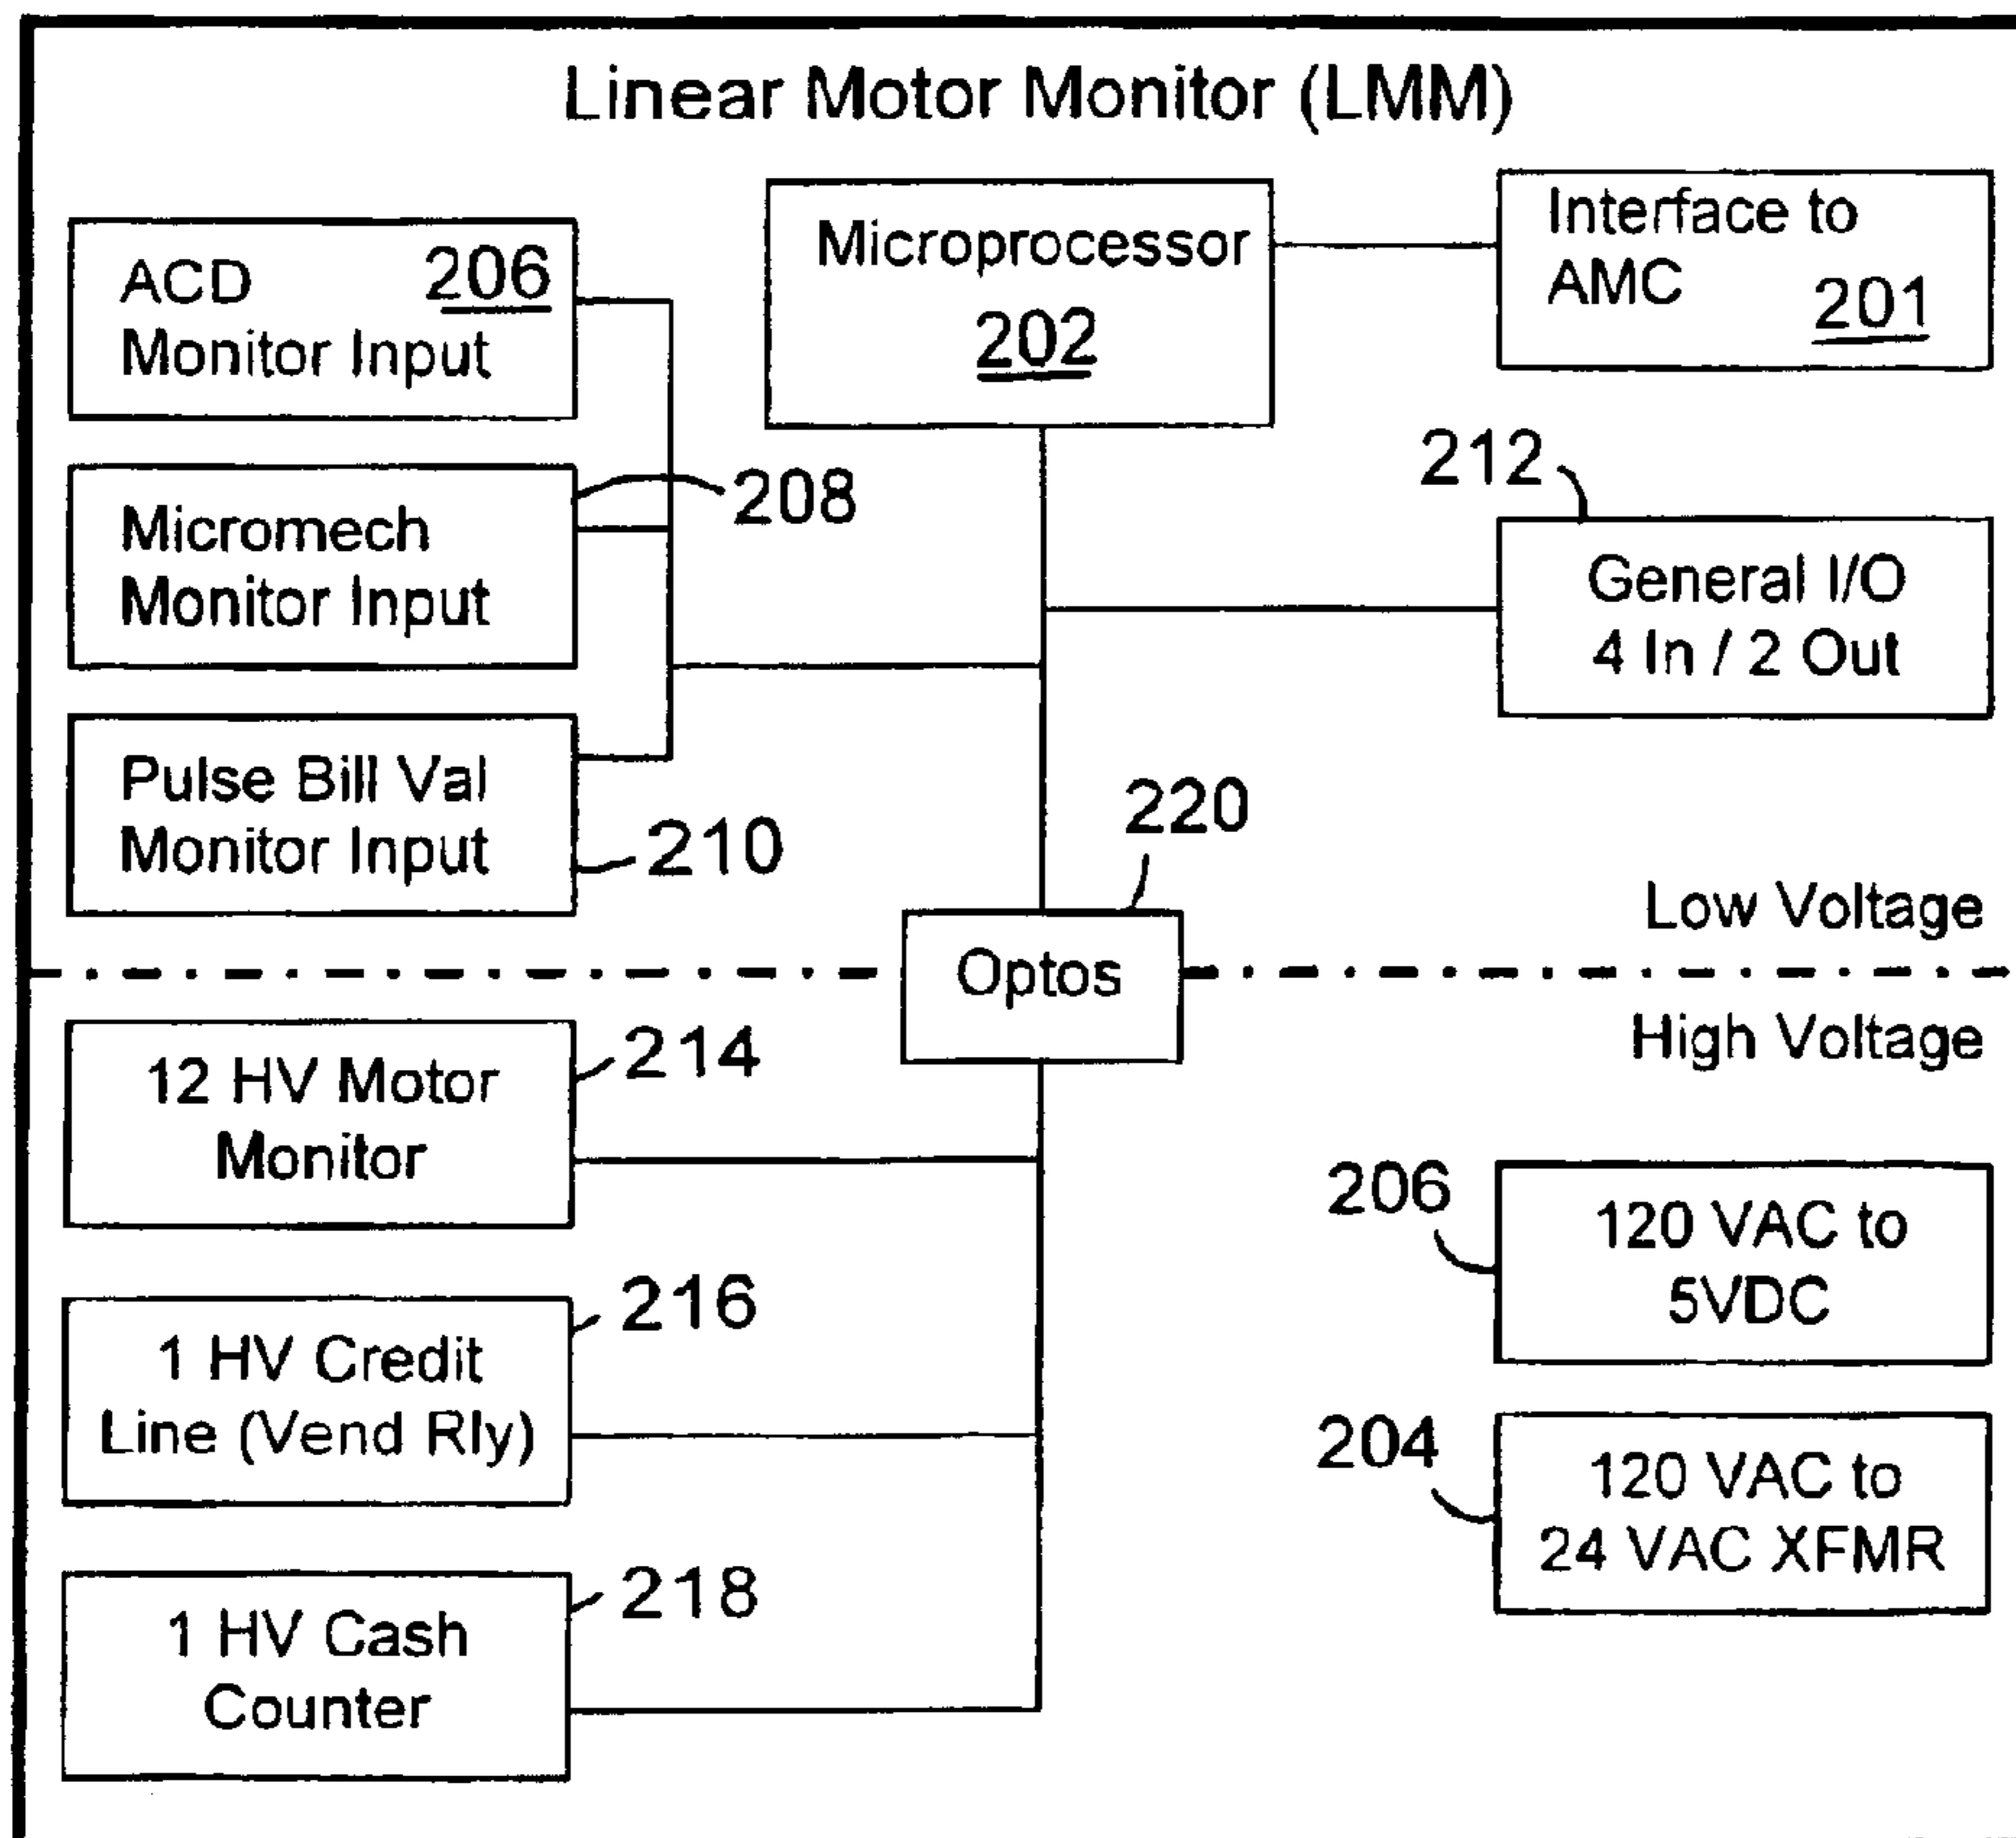 Linear Motor Monitor (LMM)
ACD 206
Monitor Input
Microprocessor
202
Interface to
AMC 201
Micromech
Monitor Input
208
212
General I/O
4 In / 2 Out
Pulse Bill Val
Monitor Input
210
220
Optos
Low Voltage
High Voltage
12 HV Motor
Monitor
214
206
120 VAC to
5VDC
1 HV Credit
Line (Vend Rly)
216
204
120 VAC to
24 VAC XFMR
1 HV Cash
Counter
218